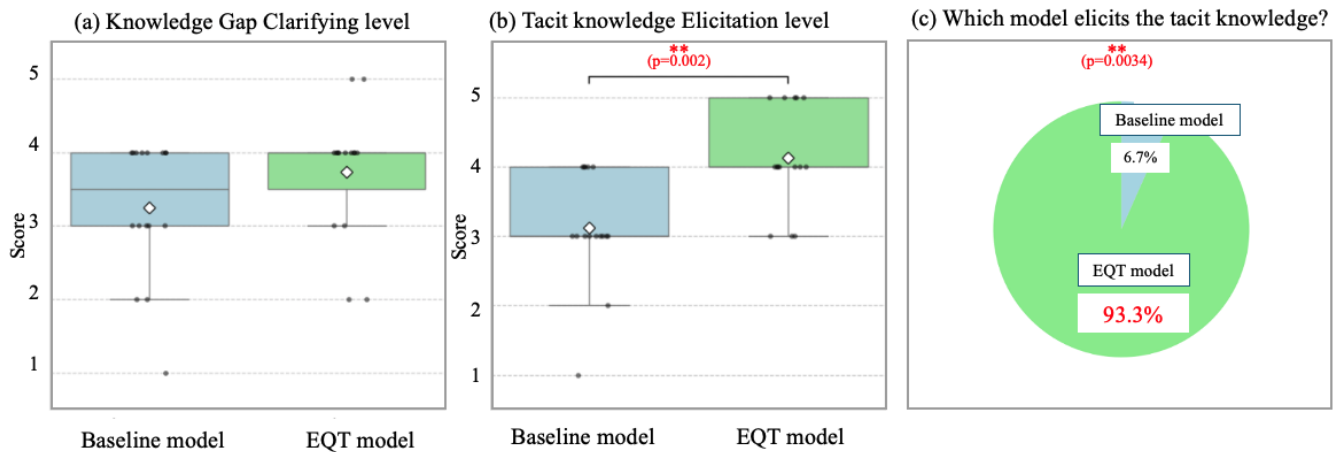 (a) Knowledge Gap Clarifying level
5
4
3
2
1
Score
Baseline model
EQT model
(b) Tacit knowledge Elicitation level
**
(p=0.002)
5
4
3
2
1
Score
Baseline model
EQT model
(c) Which model elicits the tacit knowledge?
**
(p=0.0034)
Baseline model
6.7%
EQT model
93.3%